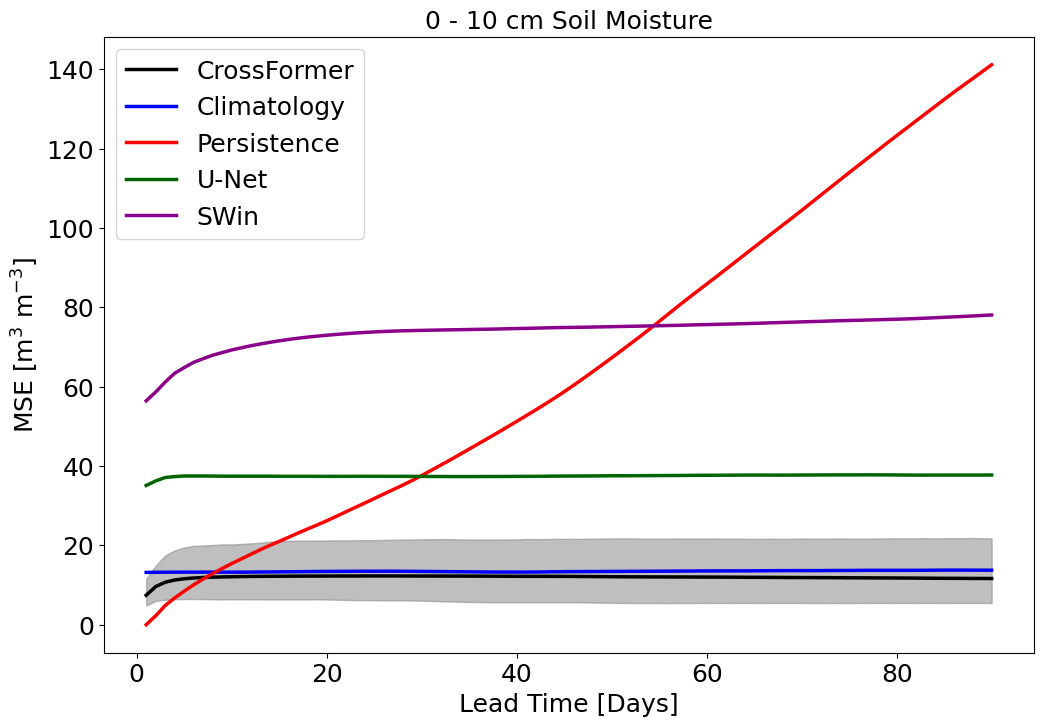 0 - 10 cm Soil Moisture
CrossFormer
Climatology
Persistence
U-Net
SWin
MSE [m³ m⁻³]
140
120
100
80
60
40
20
0
0 20 40 60 80
Lead Time [Days]